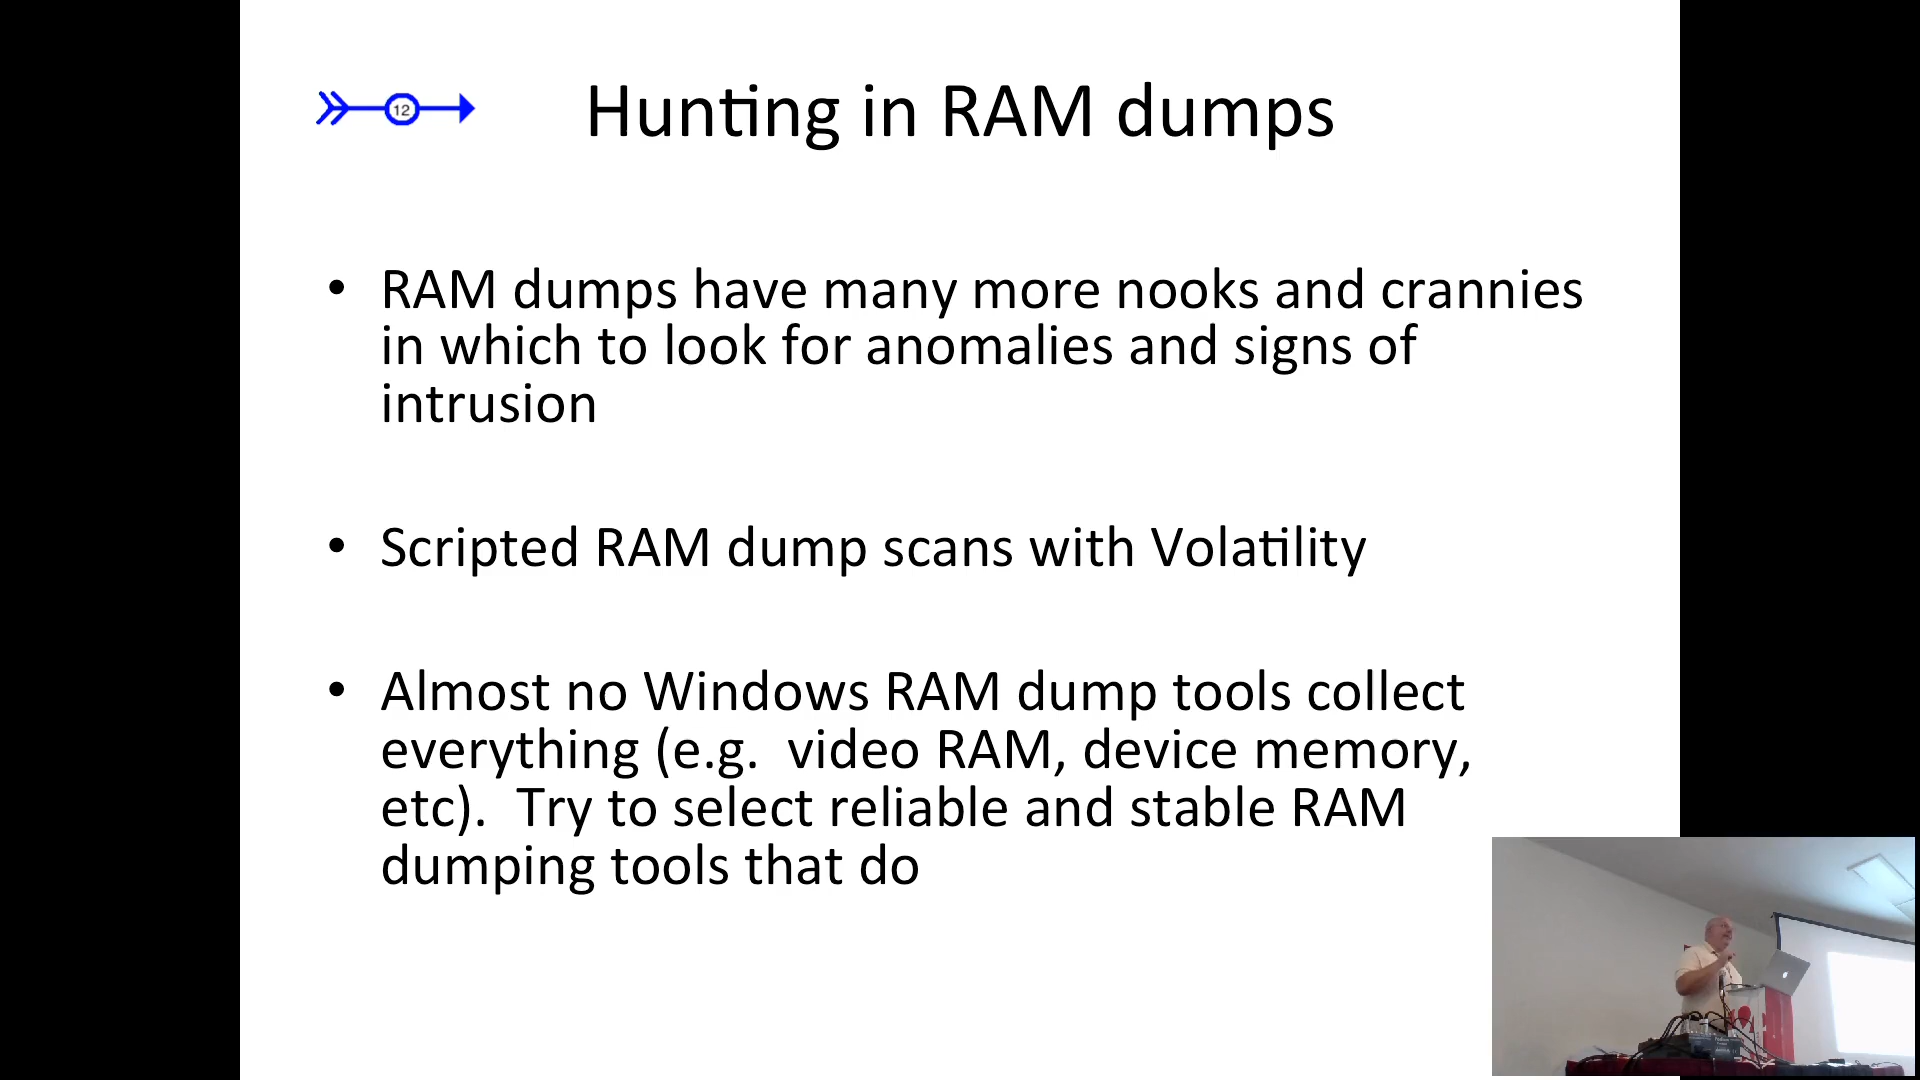 12
Hunting in RAM dumps
• RAM dumps have many more nooks and crannies
in which to look for anomalies and signs of
intrusion
• Scripted RAM dump scans with Volatility
• Almost no Windows RAM dump tools collect
everything (e.g.  video RAM, device memory,
etc).  Try to select reliable and stable RAM
dumping tools that do